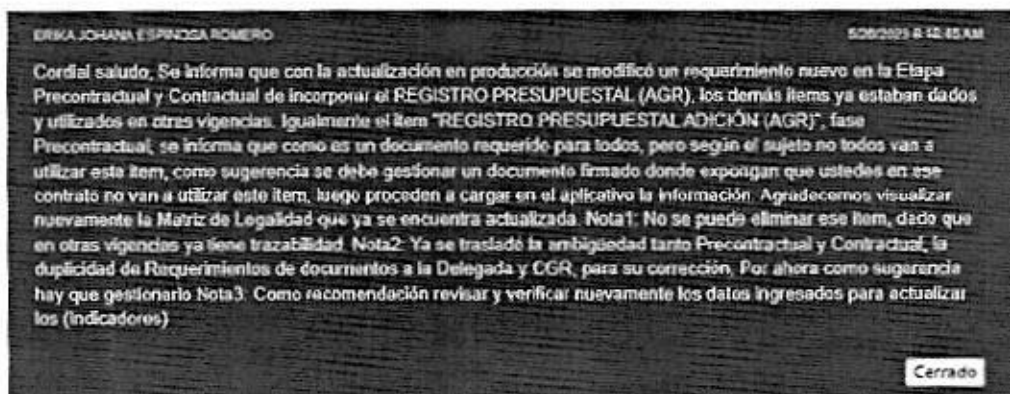 ERIKA JOHANA ESPINOSA ROMERO
5/26/2023 8:48:45 AM
Cordial saludo, Se informa que con la actualización en producción se modificó un requerimiento nuevo en la Etapa
Precontractual y Contractual de incorporar el REGISTRO PRESUPUESTAL (AGR), los demás items ya estaban dados
y utilizados en otras vigencias. Igualmente el item "REGISTRO PRESUPUESTAL ADICIÓN (AGR)", fase
Precontractual, se informa que como es un documento requerido para todos, pero según el sujeto no todos van a
utilizar este item, como sugerencia se debe gestionar un documento firmado donde expongan que ustedes en ese
contrato no van a utilizar este item, luego proceden a cargar en el aplicativo la información. Agradecemos visualizar
nuevamente la Matriz de Legalidad que ya se encuentra actualizada. Nota1: No se puede eliminar ese item, dado que
en otras vigencias ya tiene trazabilidad. Nota2: Ya se trasladó la ambigüedad tanto Precontractual y Contractual, la
duplicidad de Requerimientos de documentos a la Delegada y CGR, para su corrección, Por ahora como sugerencia
hay que gestionarlo Nota3: Como recomendación revisar y verificar nuevamente los datos ingresados para actualizar
los (indicadores)
Cerrado